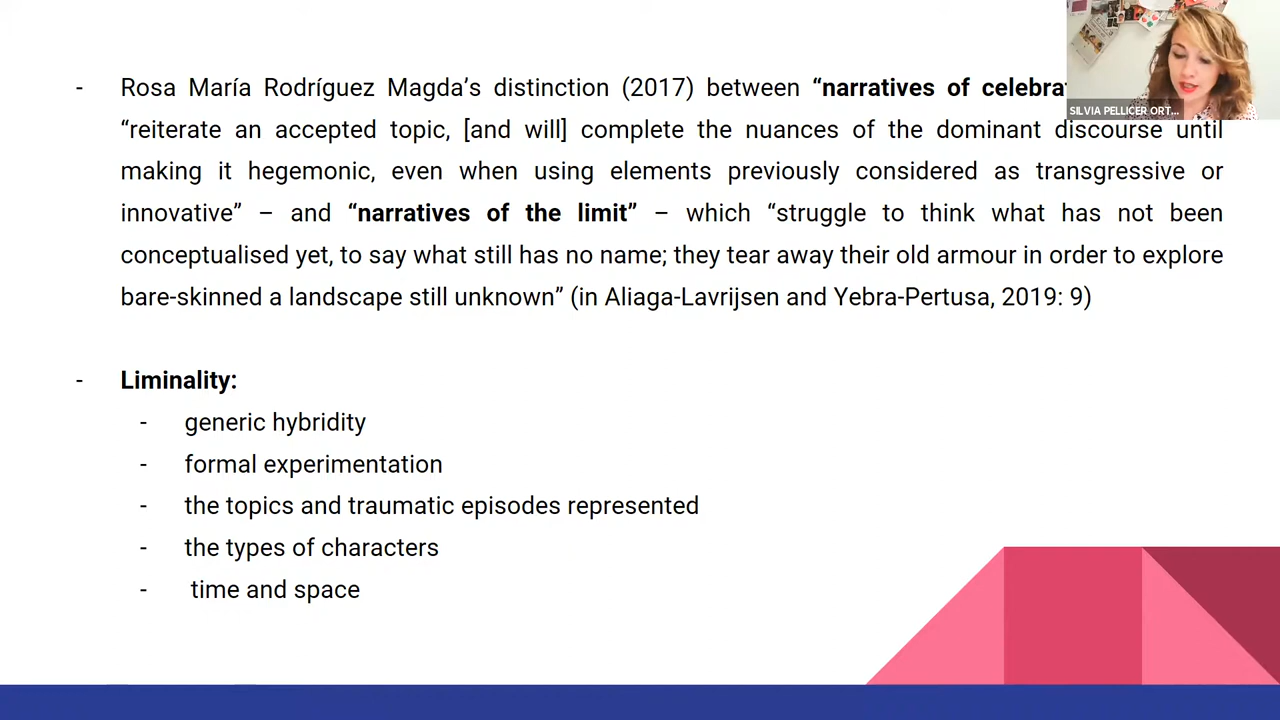 - Rosa María Rodríguez Magda’s distinction (2017) between “narratives of
“reiterate an accepted topic, [and will] complete the nuances of the dominant discourse until
making it hegemonic, even when using elements previously considered as transgressive or
innovative” – and “narratives of the limit” – which “struggle to think what has not been
conceptualised yet, to say what still has no name; they tear away their old armour in order to explore
bare-skinned a landscape still unknown” (in Aliaga-Lavrijsen and Yebra-Pertusa, 2019: 9)
- Liminality:
- generic hybridity
- formal experimentation
- the topics and traumatic episodes represented
- the types of characters
- time and space
SILVIA PELLICER ORT...